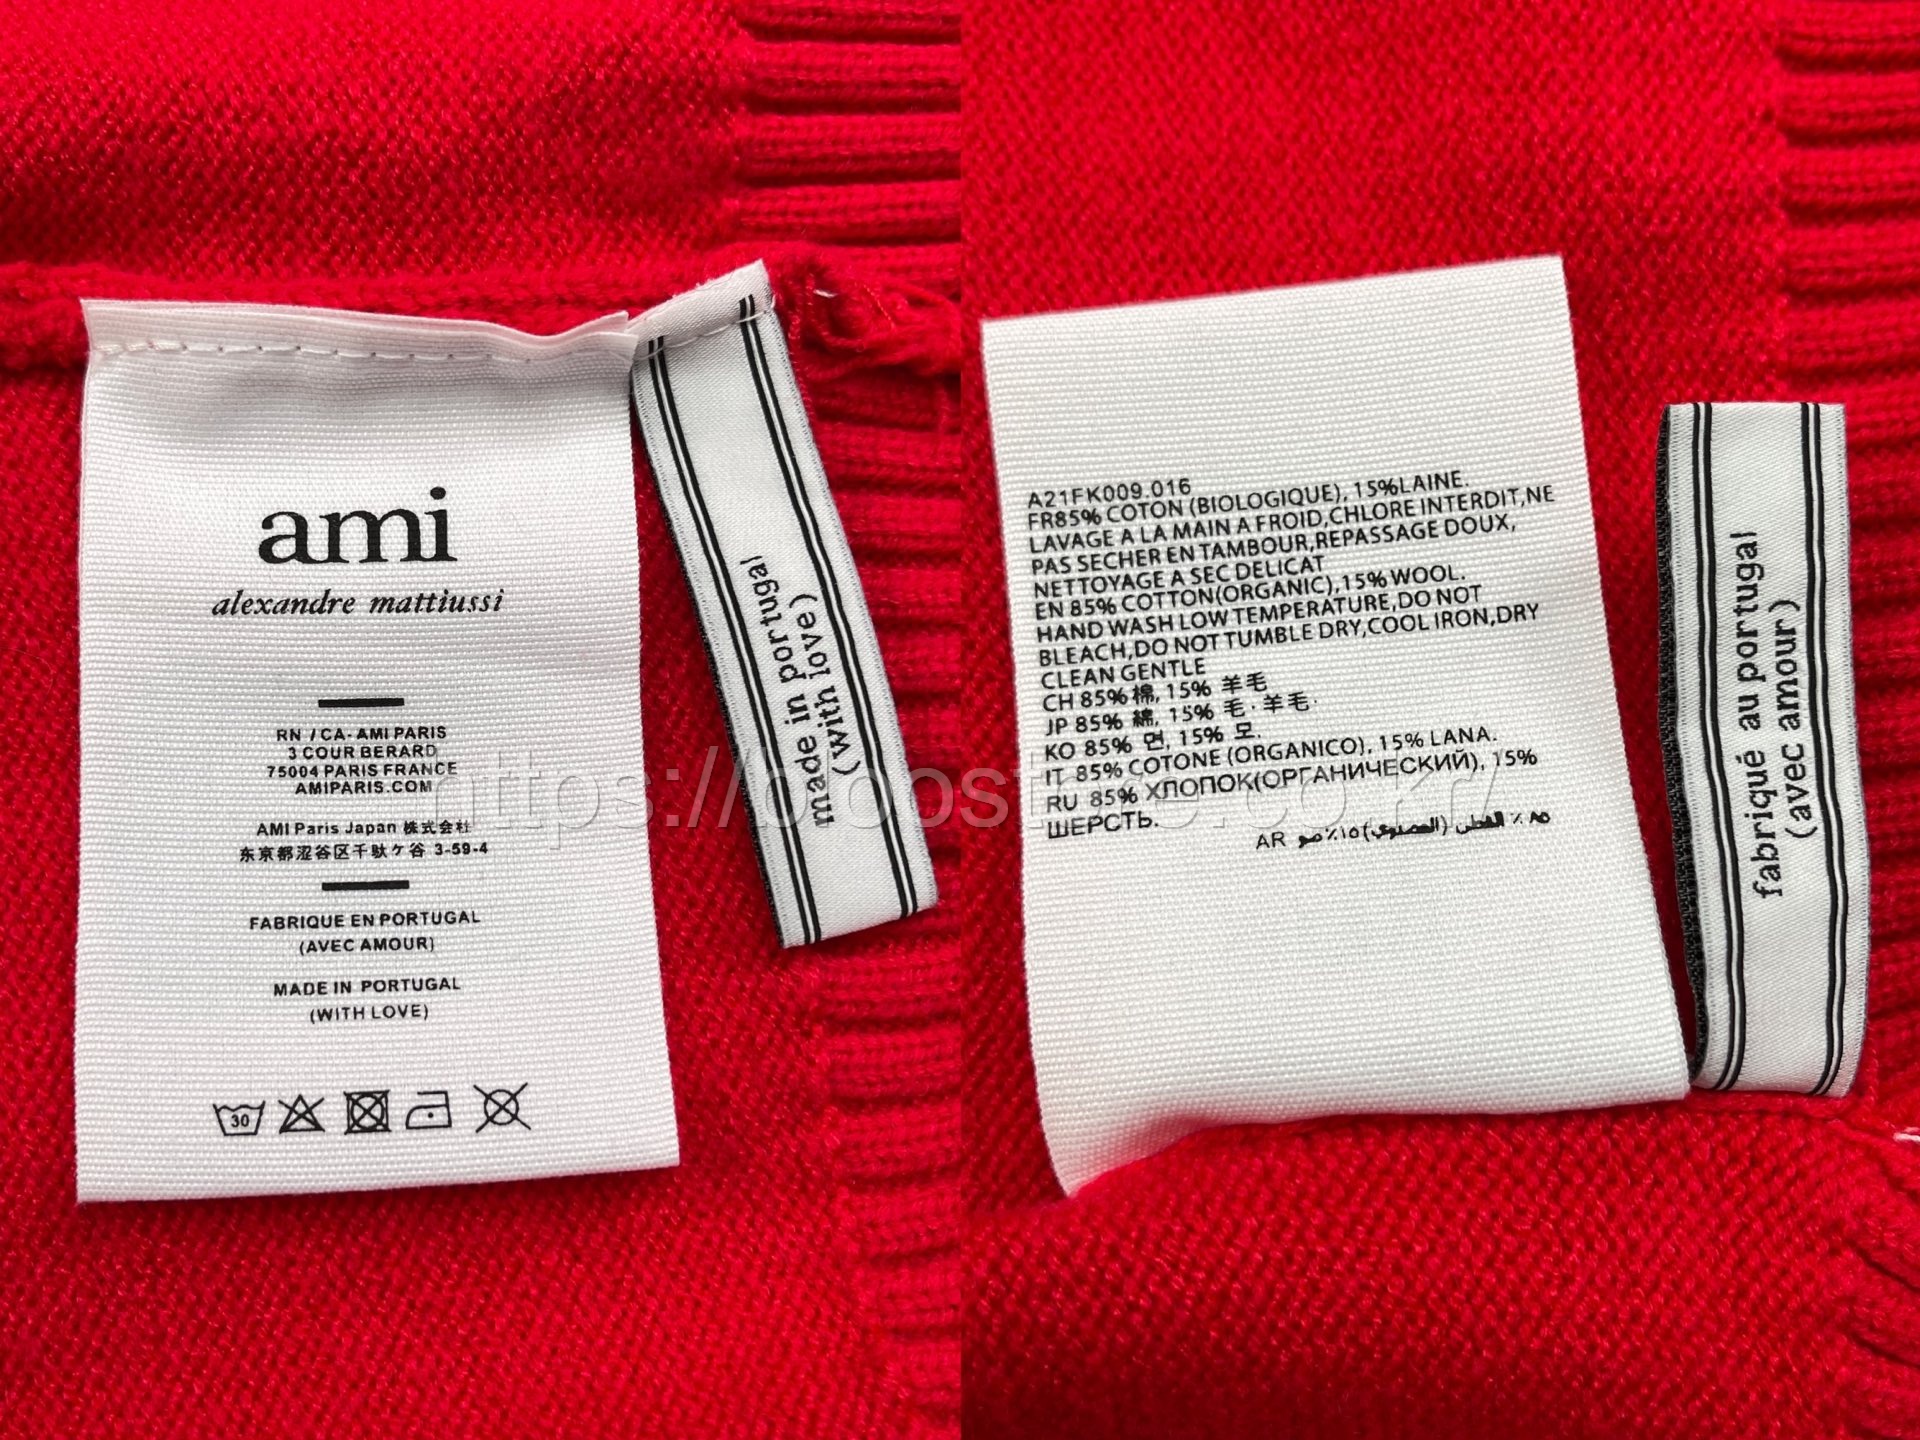 ami
alexandre mattiussi
RN / CA- AMI PARIS
3 COUR BERARD
75004 PARIS FRANCE
AMIPARIS.COM
AMI Paris Japan 株式会社
东京都涩谷区千駄ケ谷 3-59-4
FABRIQUE EN PORTUGAL
(AVEC AMOUR)
MADE IN PORTUGAL
(WITH LOVE)
30
made in portugal
(with love)
A21FK009.016
FR85% COTON (BIOLOGIQUE), 15%LAINE.
LAVAGE A LA MAIN A FROID,CHLORE INTERDIT,NE
PAS SECHER EN TAMBOUR,REPASSAGE DOUX,
NETTOYAGE A SEC DELICAT
EN 85% COTTON(ORGANIC),15% WOOL.
HAND WASH LOW TEMPERATURE,DO NOT
BLEACH,DO NOT TUMBLE DRY,COOL IRON,DRY
CLEAN GENTLE
CH 85% 棉, 15% 羊毛
JP 85% 綿, 15% 毛·羊毛.
KO 85% 면, 15% 모.
IT 85% COTONE (ORGANICO), 15% LANA.
RU 85% ХЛОПОК(ОРГАНИЧЕСКИЙ), 15%
ШЕРСТЬ.
AR
fabriqué au portugal
(avec amour)